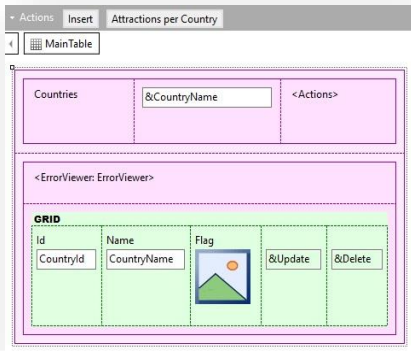 Actions Insert Attractions per Country
MainTable
Countries &CountryName <Actions>
<ErrorViewer: ErrorViewer>
GRID
Id Name Flag
CountryId CountryName &Update &Delete